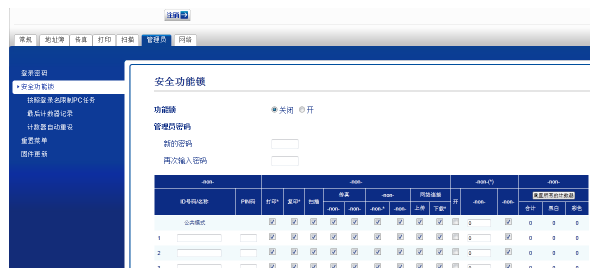 注销
常规 地址簿 传真 打印 扫描 管理员 网络
登录密码
安全功能锁
按照登录名限制PC任务
最后计数器记录
计数器自动重设
重置菜单
固件更新
安全功能锁
功能锁 关闭 开
管理员密码
新的密码
再次输入密码
-non- -non- -non-(*) -non-
ID号码/名称 PIN码 打印* 复印* 扫描 传真 -non- 网络连接 开 -non- -non- 重置所有的计数器
-non- -non- -non-* -non- 上传 下载* 合计 黑白 彩色
公共模式 0 0 0 0
1 0 0 0 0
2 0 0 0 0